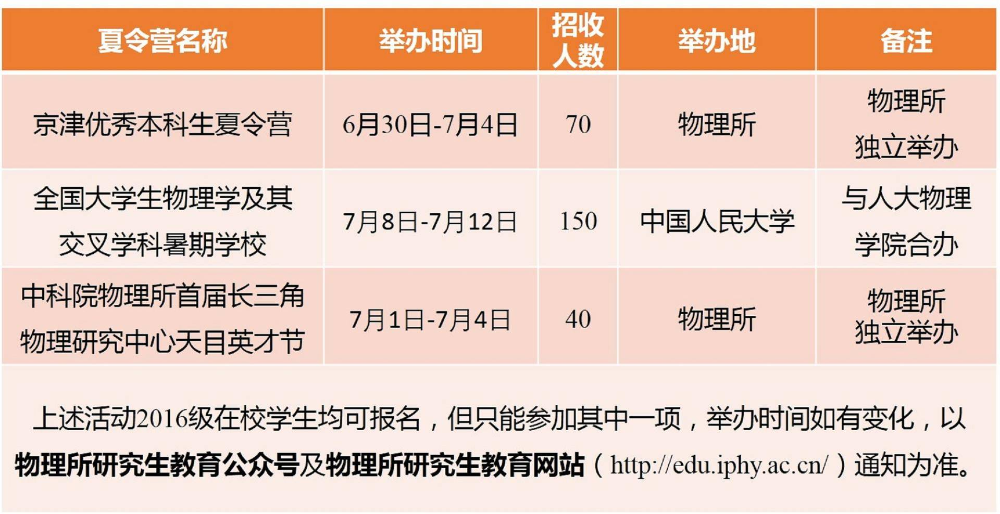 夏令营名称
举办时间
招收
人数
举办地
备注
京津优秀本科生夏令营
6月30日-7月4日
70
物理所
物理所
独立举办
全国大学生物理学及其
交叉学科暑期学校
7月8日-7月12日
150
中国人民大学
与人大物理
学院合办
中科院物理所首届长三角
物理研究中心天目英才节
7月1日-7月4日
40
物理所
物理所
独立举办
上述活动2016级在校学生均可报名，但只能参加其中一项，举办时间如有变化，以
物理所研究生教育公众号及物理所研究生教育网站（http://edu.iphy.ac.cn/）通知为准。